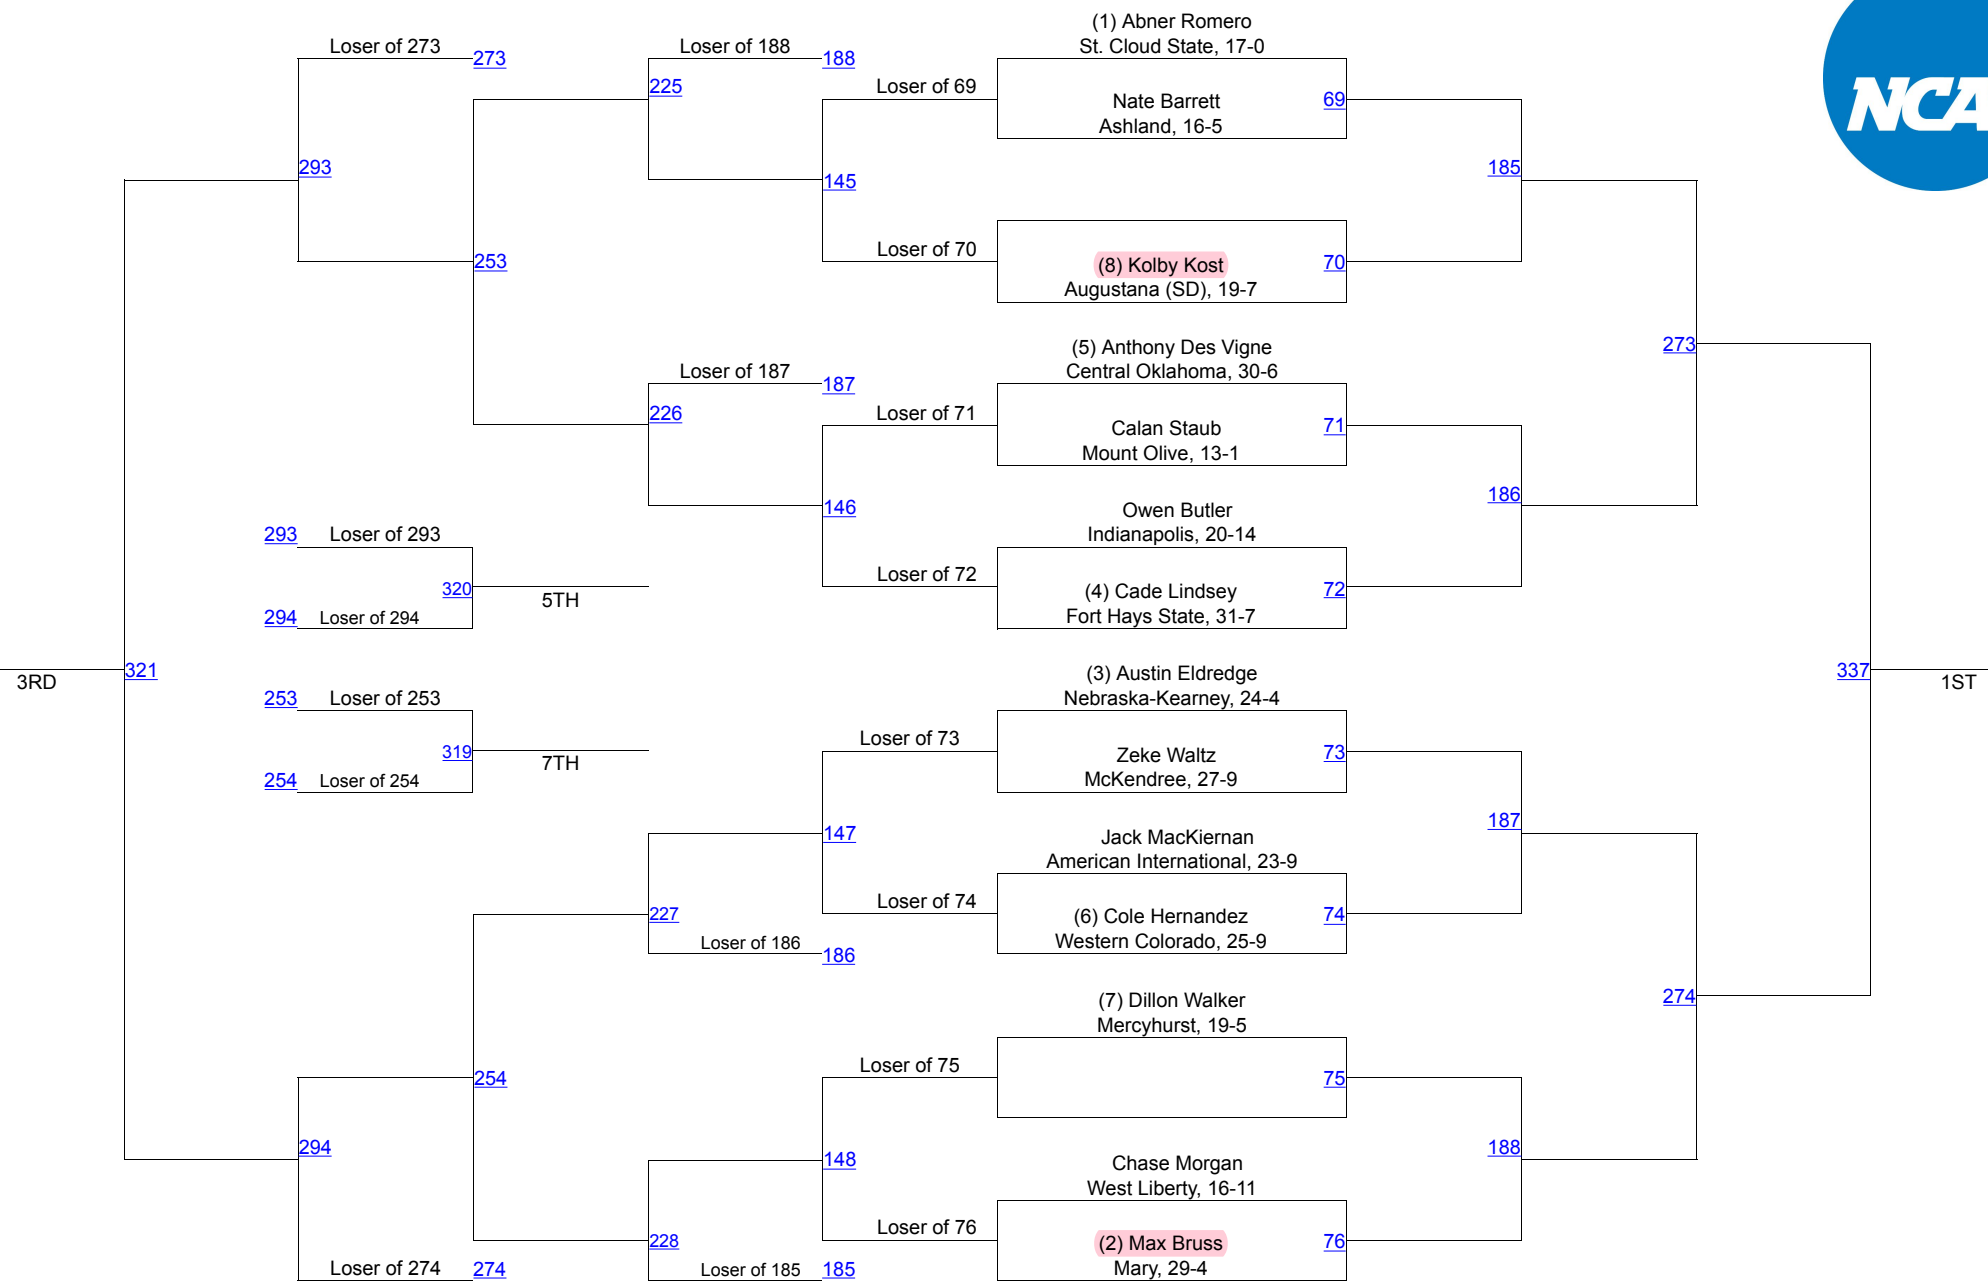 (1) Abner Romero
St. Cloud State, 17-0
Loser of 273
273
Loser of 188
188
225
Loser of 69
Nate Barrett
Ashland, 16-5
69
NCA
293
145
185
253
Loser of 70
(8) Kolby Kost
Augustana (SD), 19-7
70
273
(5) Anthony Des Vigne
Central Oklahoma, 30-6
Loser of 187
187
226
Loser of 71
Calan Staub
Mount Olive, 13-1
71
186
146
Owen Butler
Indianapolis, 20-14
293
Loser of 293
320
5TH
294
Loser of 294
Loser of 72
(4) Cade Lindsey
Fort Hays State, 31-7
72
3RD
321
337
1ST
(3) Austin Eldredge
Nebraska-Kearney, 24-4
253
Loser of 253
319
7TH
254
Loser of 254
Loser of 73
Zeke Waltz
McKendree, 27-9
73
147
187
Jack MacKiernan
American International, 23-9
227
Loser of 186
186
Loser of 74
(6) Cole Hernandez
Western Colorado, 25-9
74
274
(7) Dillon Walker
Mercyhurst, 19-5
254
Loser of 75
75
294
148
188
Chase Morgan
West Liberty, 16-11
228
Loser of 76
(2) Max Bruss
Mary, 29-4
76
Loser of 274
274
Loser of 185
185